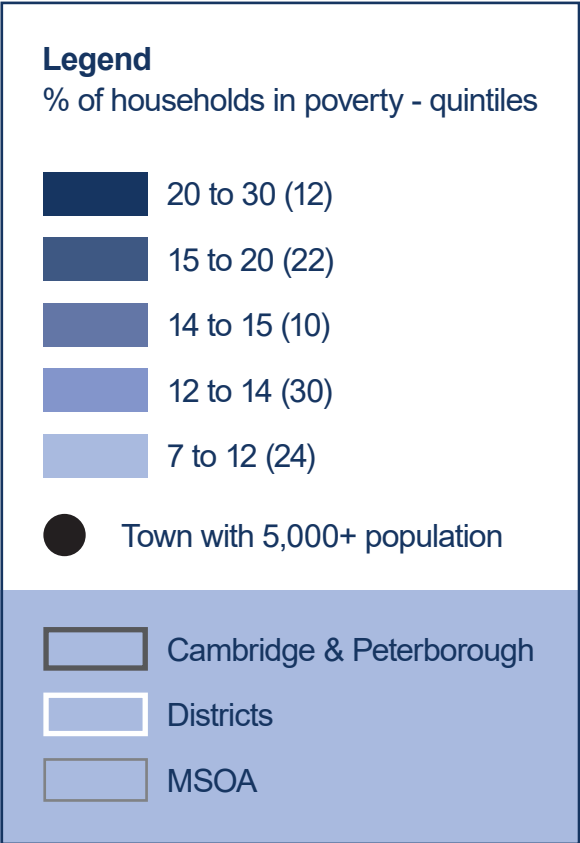 Legend
% of households in poverty - quintiles
20 to 30 (12)
15 to 20 (22)
14 to 15 (10)
12 to 14 (30)
7 to 12 (24)
Town with 5,000+ population
Cambridge & Peterborough
Districts
MSOA